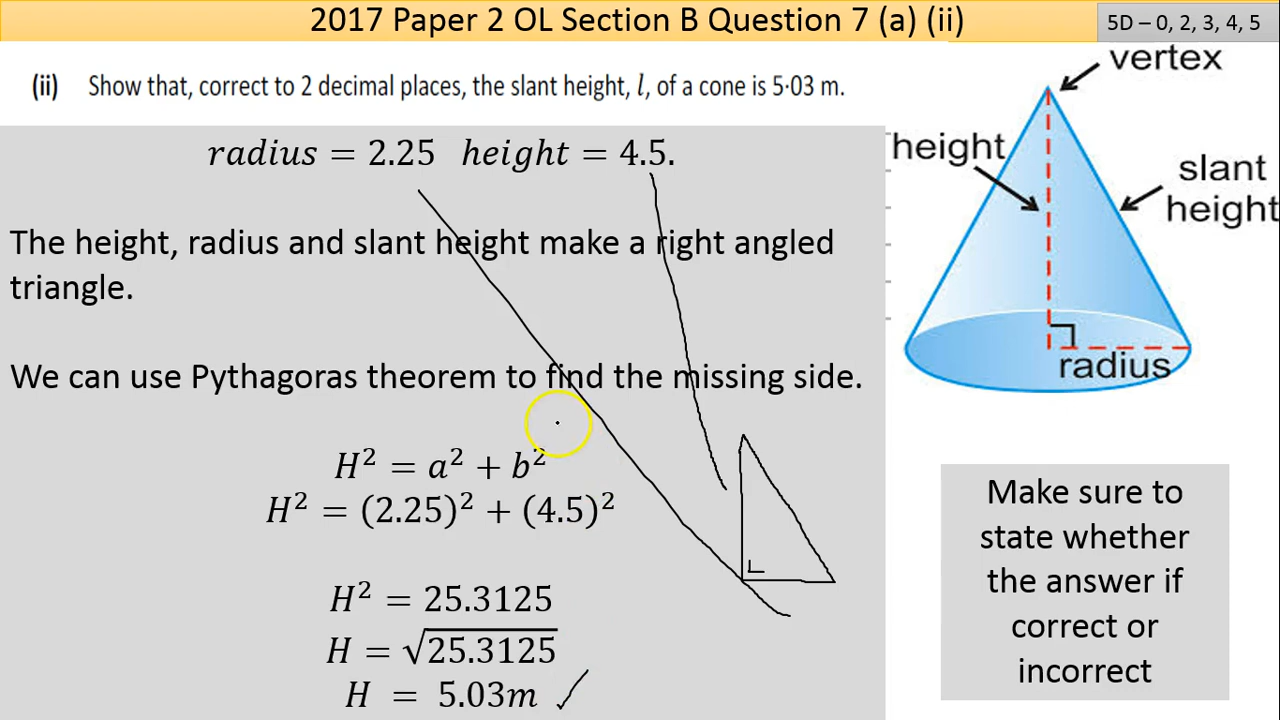 2017 Paper 2 OL Section B Question 7 (a) (ii)
5D – 0, 2, 3, 4, 5
(ii) Show that, correct to 2 decimal places, the slant height, l, of a cone is 5·03 m.
radius = 2.25 height = 4.5.
The height, radius and slant height make a right angled
triangle.
We can use Pythagoras theorem to find the missing side.
H² = a² + b²
H² = (2.25)² + (4.5)²
H² = 25.3125
H = √25.3125
H = 5.03m ✓
vertex
height
slant
height
radius
Make sure to
state whether
the answer if
correct or
incorrect